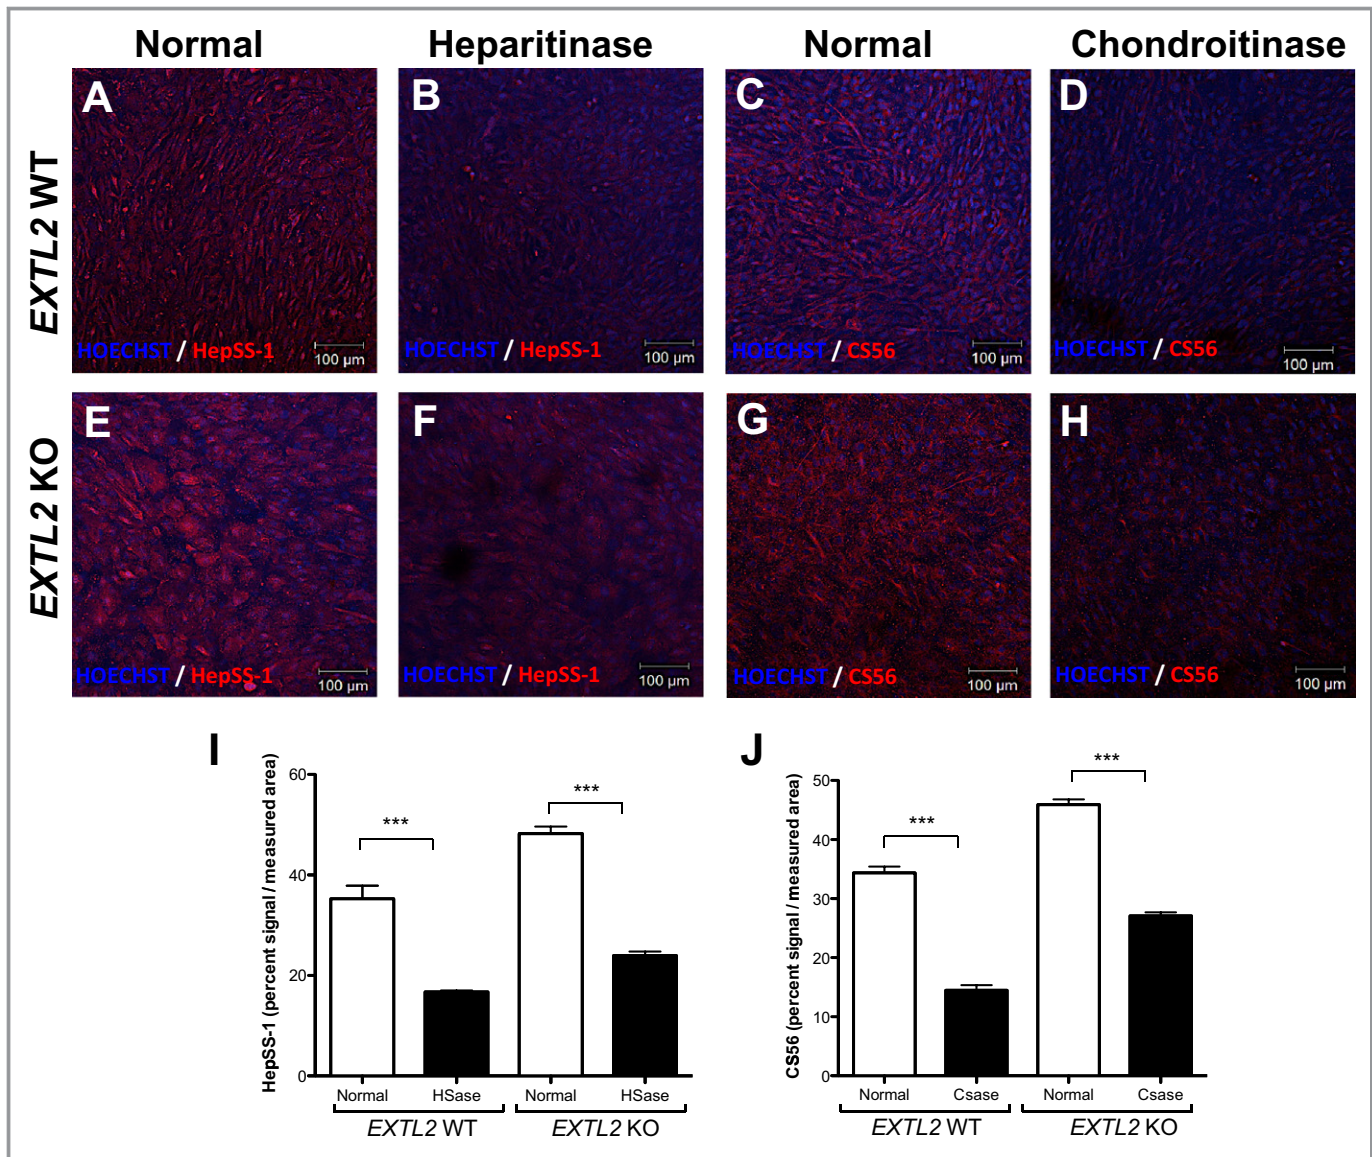 Normal Heparitinase Normal Chondroitinase
EXTL2 WT
A B C D
HOECHST / HepSS-1 100 µm HOECHST / HepSS-1 100 µm HOECHST / CS56 100 µm HOECHST / CS56 100 µm
EXTL2 KO
E F G H
HOECHST / HepSS-1 100 µm HOECHST / HepSS-1 100 µm HOECHST / CS56 100 µm HOECHST / CS56 100 µm
I
HepSS-1 (percent signal / measured area)
60
40
20
0
***
***
Normal HSase Normal HSase
EXTL2 WT EXTL2 KO
J
CS56 (percent signal / measured area)
50
40
30
20
10
0
***
***
Normal Csase Normal Csase
EXTL2 WT EXTL2 KO